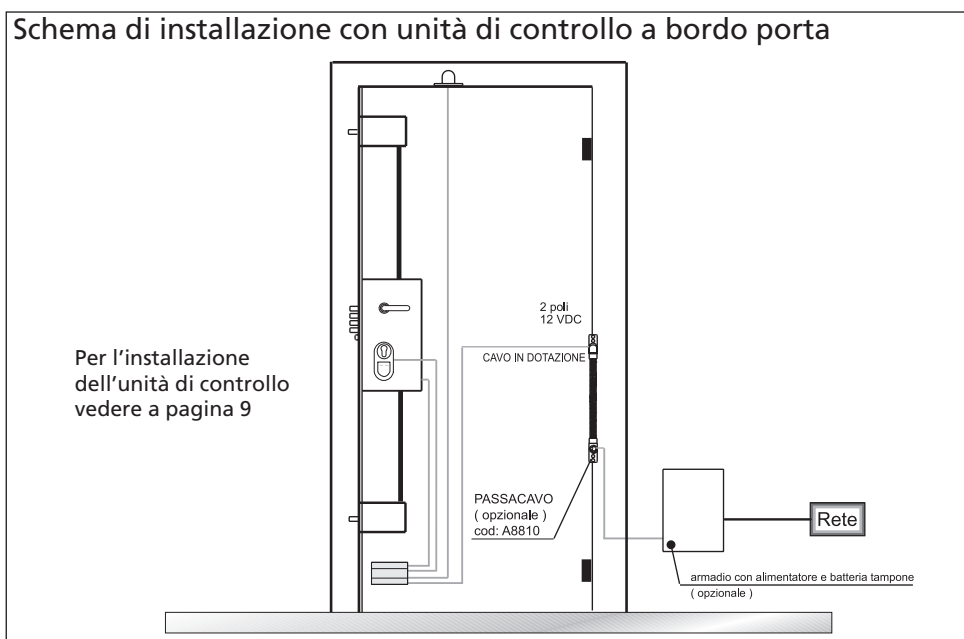 Schema di installazione con unità di controllo a bordo porta
2 poli
12 VDC
CAVO IN DOTAZIONE
Per l'installazione
dell'unità di controllo
vedere a pagina 9
PASSACAVO
( opzionale )
cod: A8810
Rete
armadio con alimentatore e batteria tampone
( opzionale )